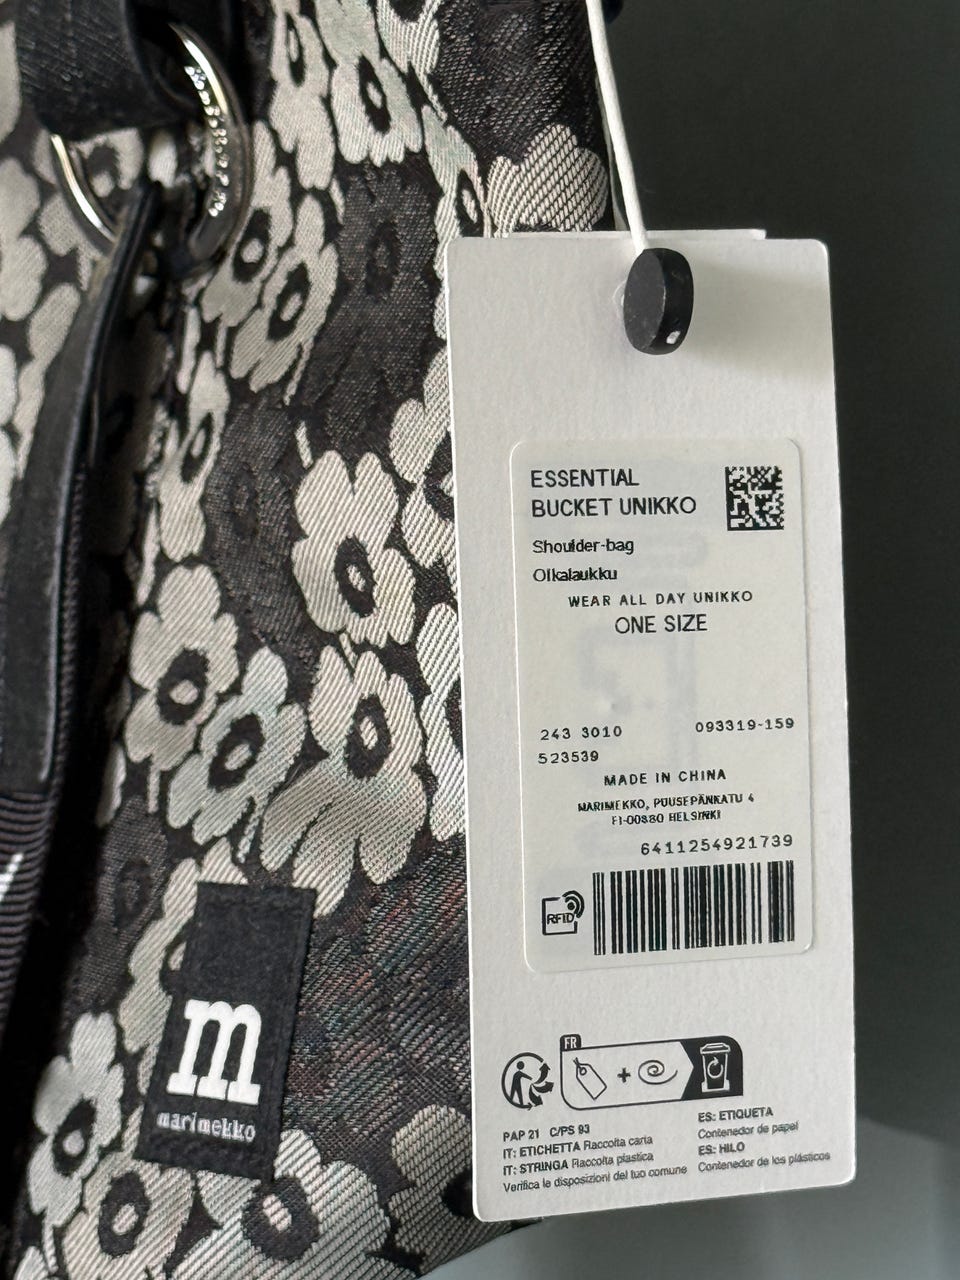 ESSENTIAL
BUCKET UNIKKO
Shoulder-bag
Olkalaukku
WEAR ALL DAY UNIKKO
ONE SIZE
243 3010 093319-159
523539
MADE IN CHINA
MARIMEKKO, PUUSEPÄNKATU 4
FI-00880 HELSINKI
6411254921739
RFID
m
marimekko
FR
+
PAP 21 C/PS 93
IT: ETICHETTA Raccolta carta
IT: STRINGA Raccolta plastica
Verifica le disposizioni del tuo comune
ES: ETIQUETA
Contenedor de papel
ES: HILO
Contenedor de los plásticos